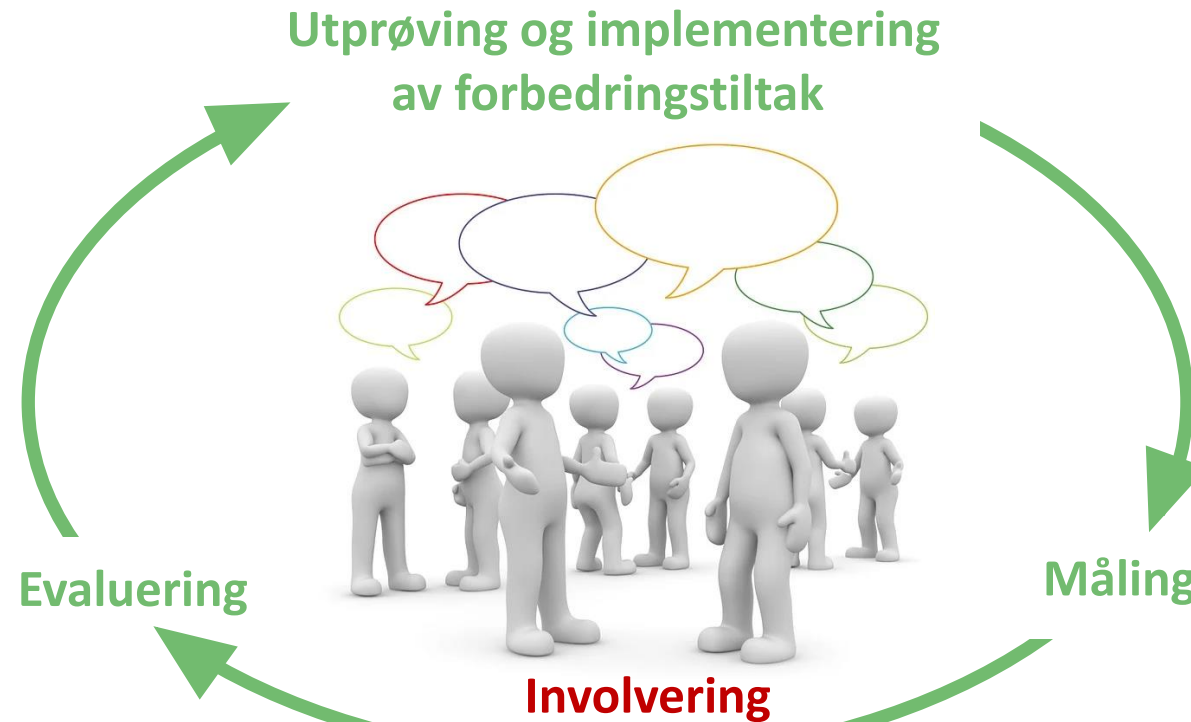 Utprøving og implementering
av forbedringstiltak
Evaluering
Måling
Involvering